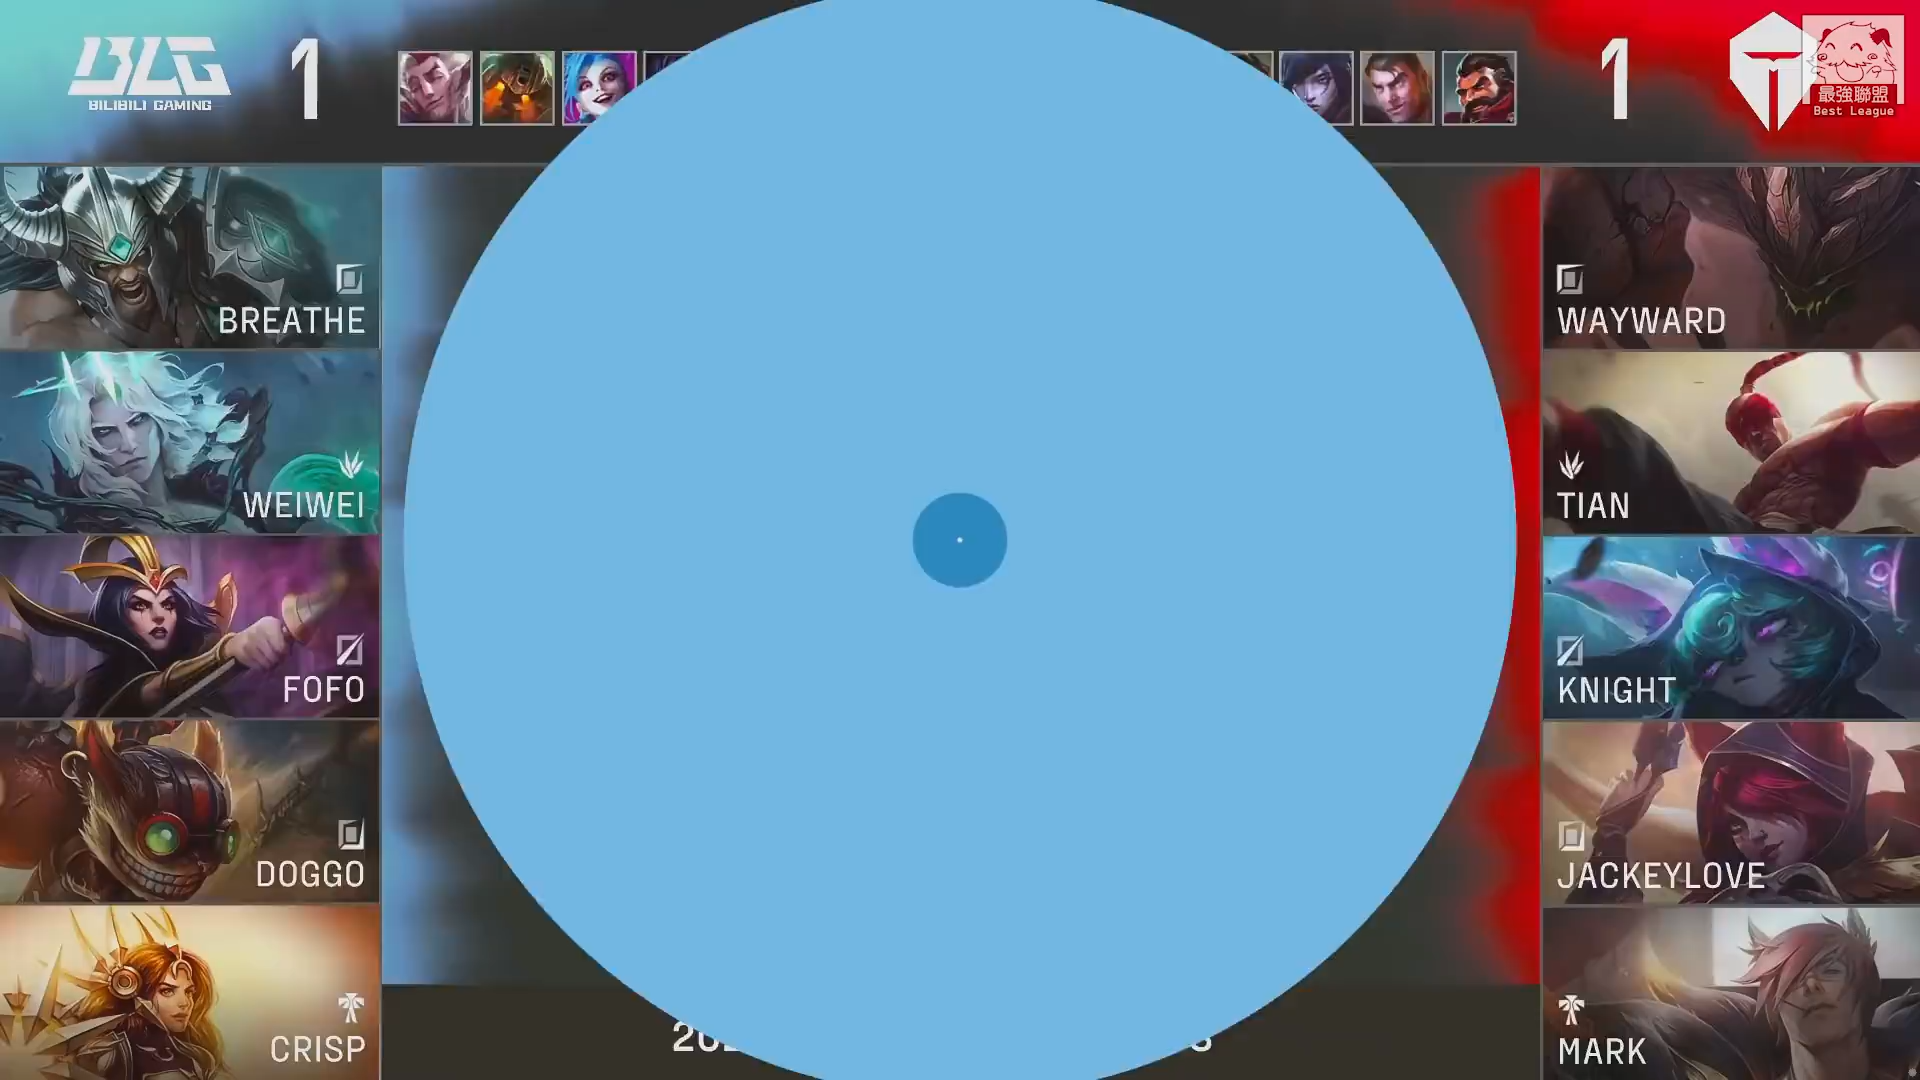 BLG
BILIBILI GAMING
1
1
最強聯盟
Best League
BREATHE
WEIWEI
FOFO
DOGGO
CRISP
WAYWARD
TIAN
KNIGHT
JACKEYLOVE
MARK